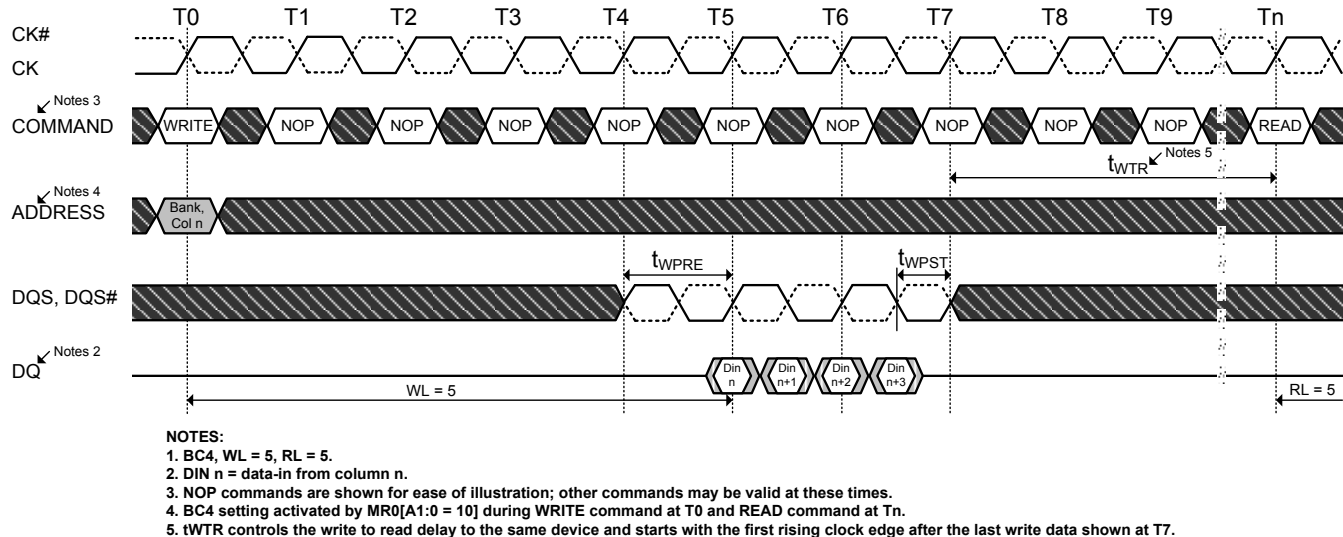 T0 T1 T2 T3 T4 T5 T6 T7 T8 T9 Tn
CK#
CK
Notes 3
COMMAND WRITE NOP NOP NOP NOP NOP NOP NOP NOP NOP READ
tWTR Notes 5
Notes 4
ADDRESS Bank,
Col n
tWPRE tWPST
DQS, DQS#
Notes 2
DQ Din Din Din Din
n n+1 n+2 n+3
WL = 5 RL = 5
NOTES:
1. BC4, WL = 5, RL = 5.
2. DIN n = data-in from column n.
3. NOP commands are shown for ease of illustration; other commands may be valid at these times.
4. BC4 setting activated by MR0[A1:0 = 10] during WRITE command at T0 and READ command at Tn.
5. tWTR controls the write to read delay to the same device and starts with the first rising clock edge after the last write data shown at T7.